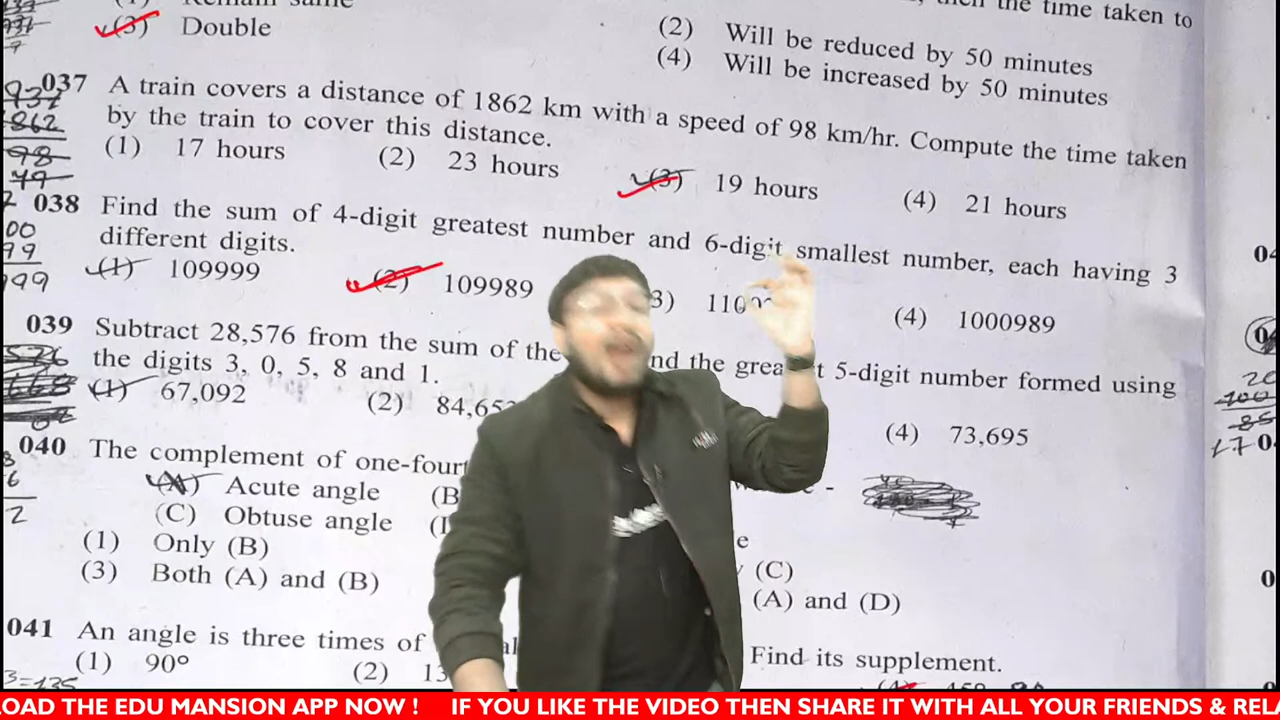 (3) Double
the time taken to
(2) Will be reduced by 50 minutes
(4) Will be increased by 50 minutes
037 A train covers a distance of 1862 km with a speed of 98 km/hr. Compute the time taken
by the train to cover this distance.
(1) 17 hours (2) 23 hours (3) 19 hours (4) 21 hours
038 Find the sum of 4-digit greatest number and 6-digit smallest number, each having 3
different digits.
(1) 109999 (2) 109989 3) (4) 1000989
039 Subtract 28,576 from the sum of the the 5-digit number formed using
the digits 3, 0, 5, 8 and 1.
(1) 67,092 (2) (4) 73,695
040 The complement of
(A) Acute angle (B
(C) Obtuse angle
(1) Only (B)
(C)
(3) Both (A) and (B)
(A) and (D)
041 An angle is three times of Find its supplement.
(1) 90° (2)
3=135
LOAD THE EDU MANSION APP NOW ! IF YOU LIKE THE VIDEO THEN SHARE IT WITH ALL YOUR FRIENDS & RELA